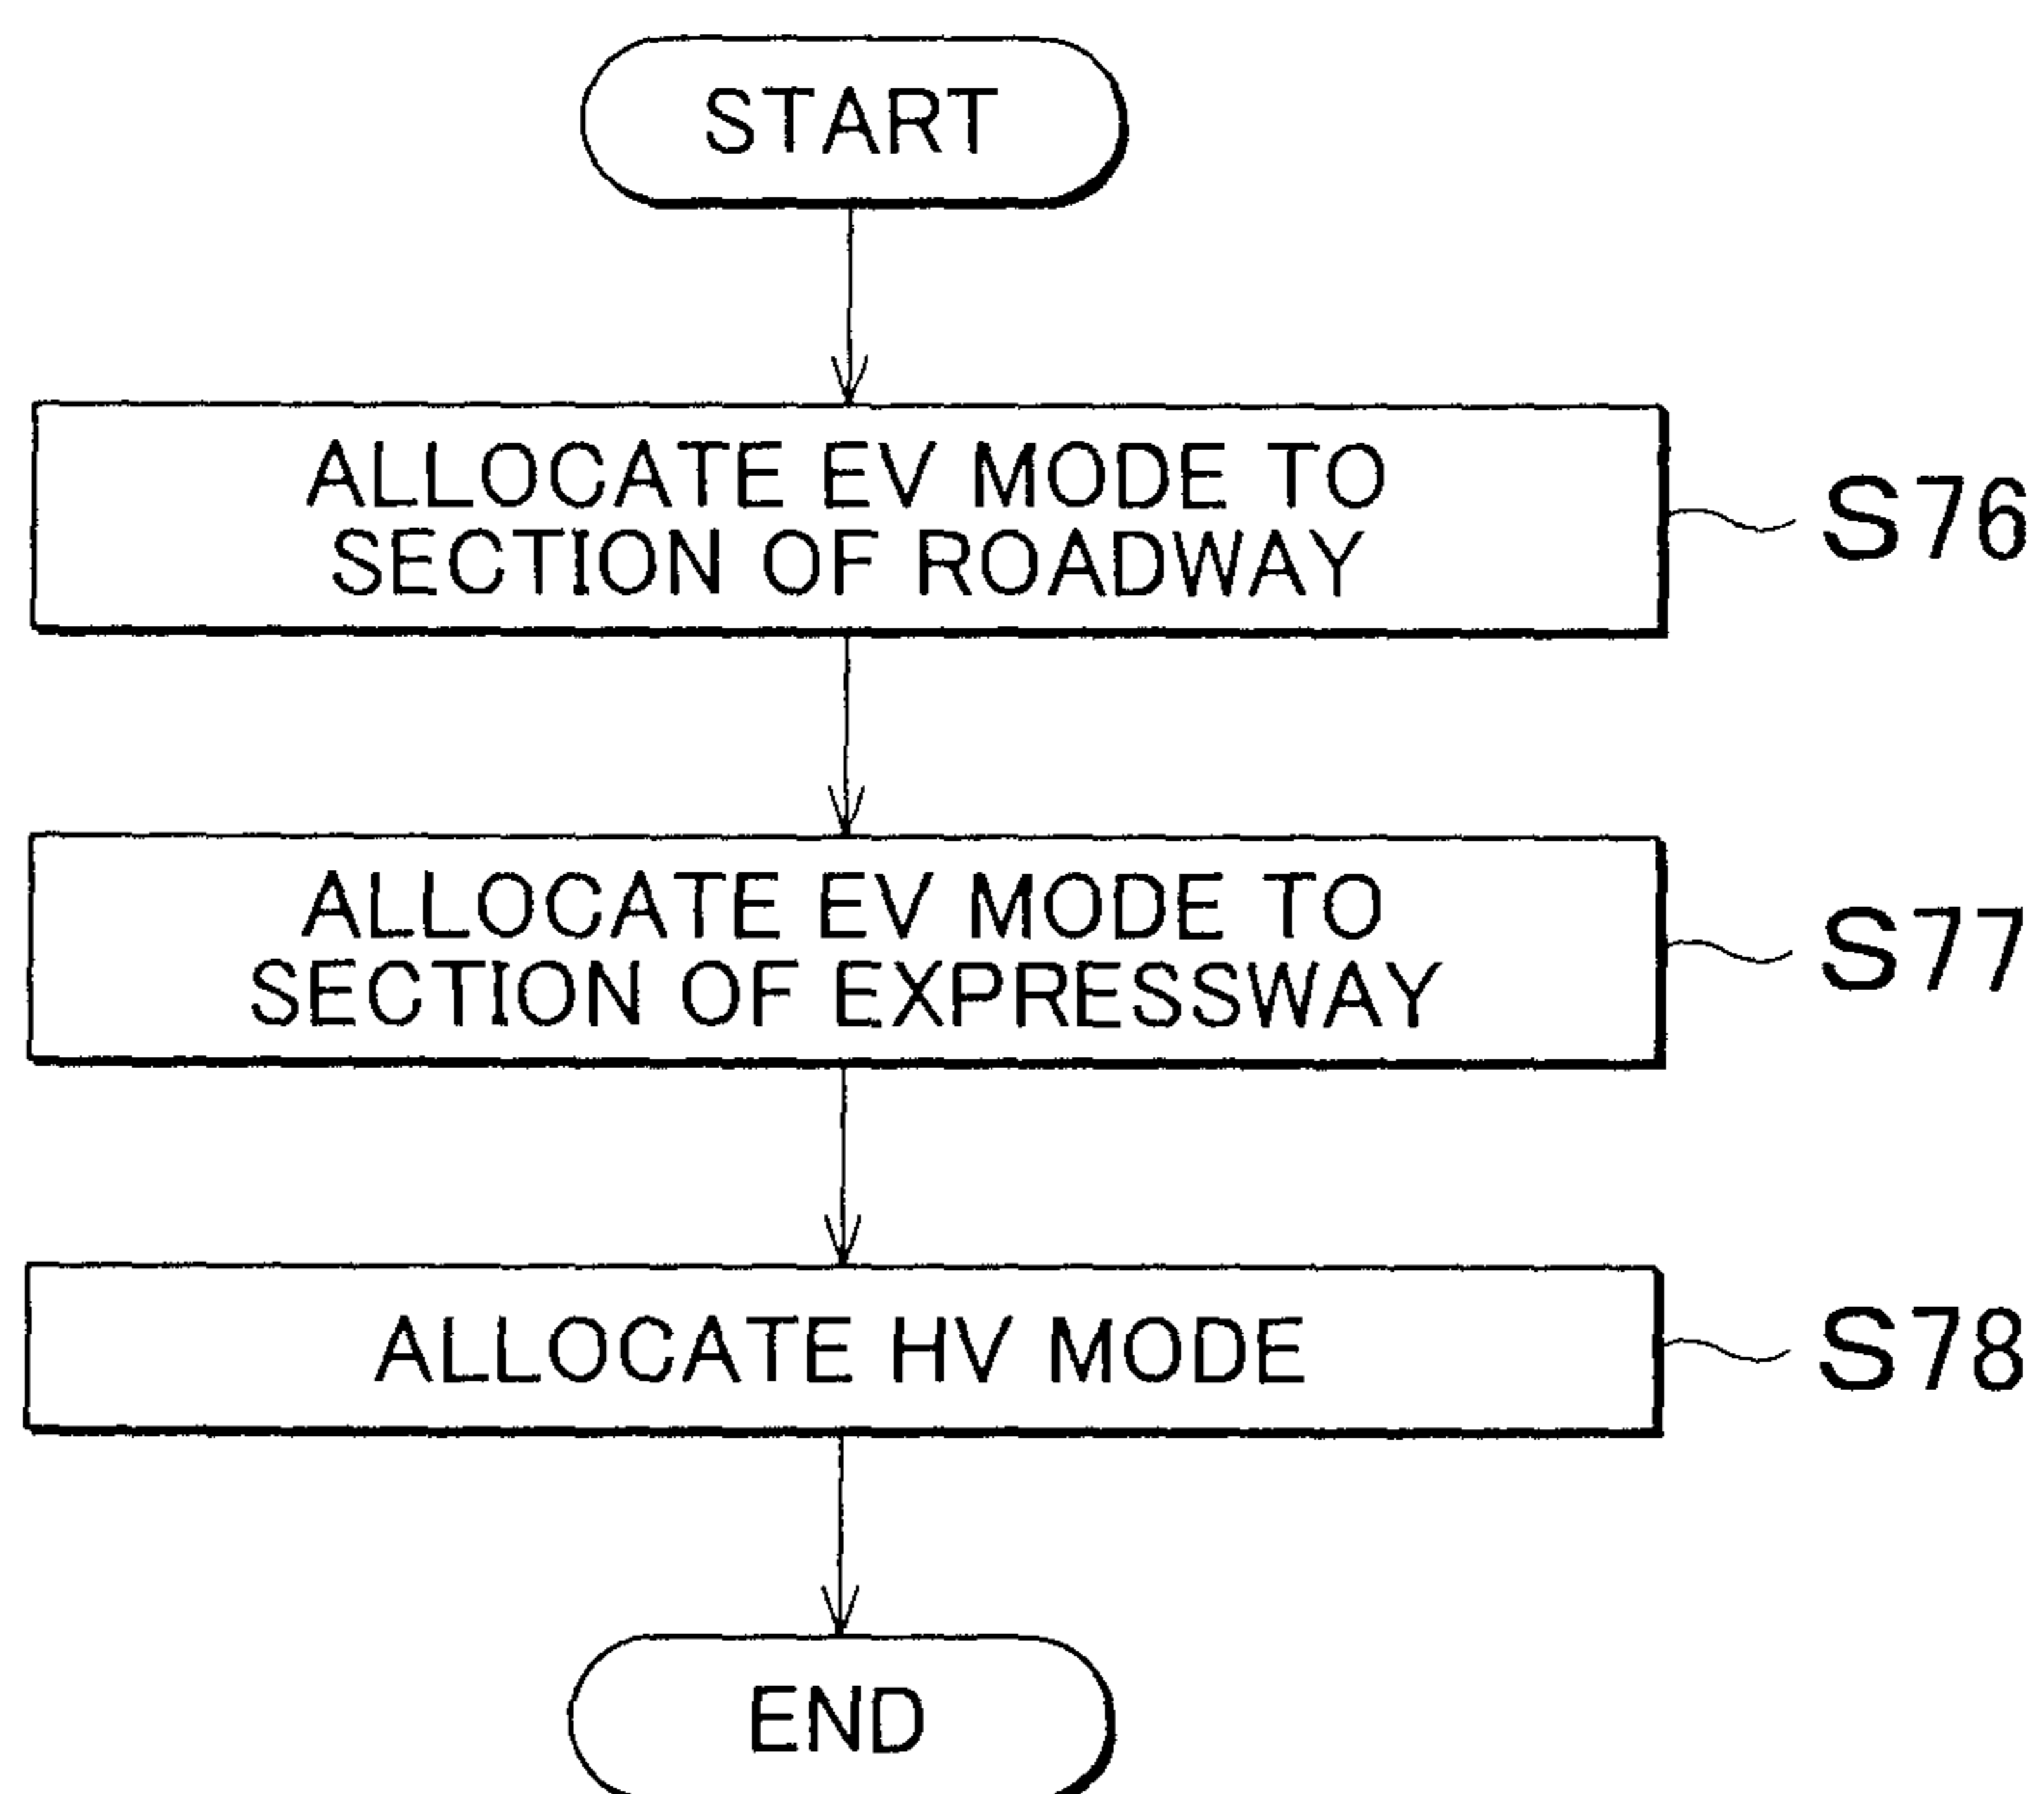 START
ALLOCATE EV MODE TO
SECTION OF ROADWAY
S76
ALLOCATE EV MODE TO
SECTION OF EXPRESSWAY
S77
ALLOCATE HV MODE
S78
END